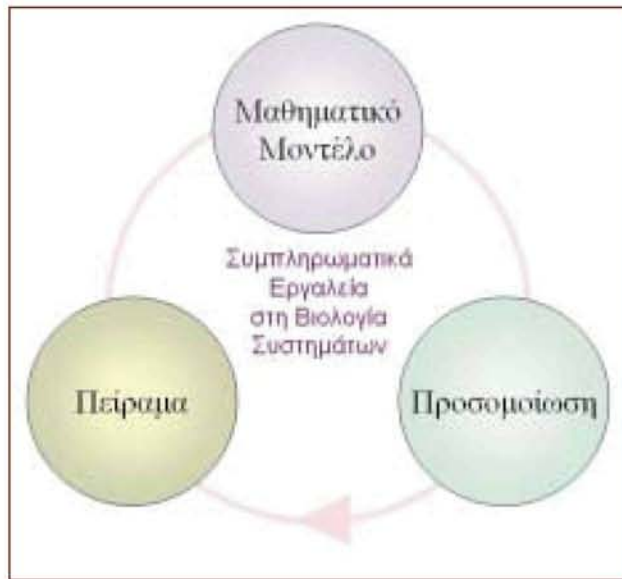 Μαθηματικό
Μοντέλο
Συμπληρωματικά
Εργαλεία
στη Βιολογία
Συστημάτων
Πείραμα
Προσομοίωση